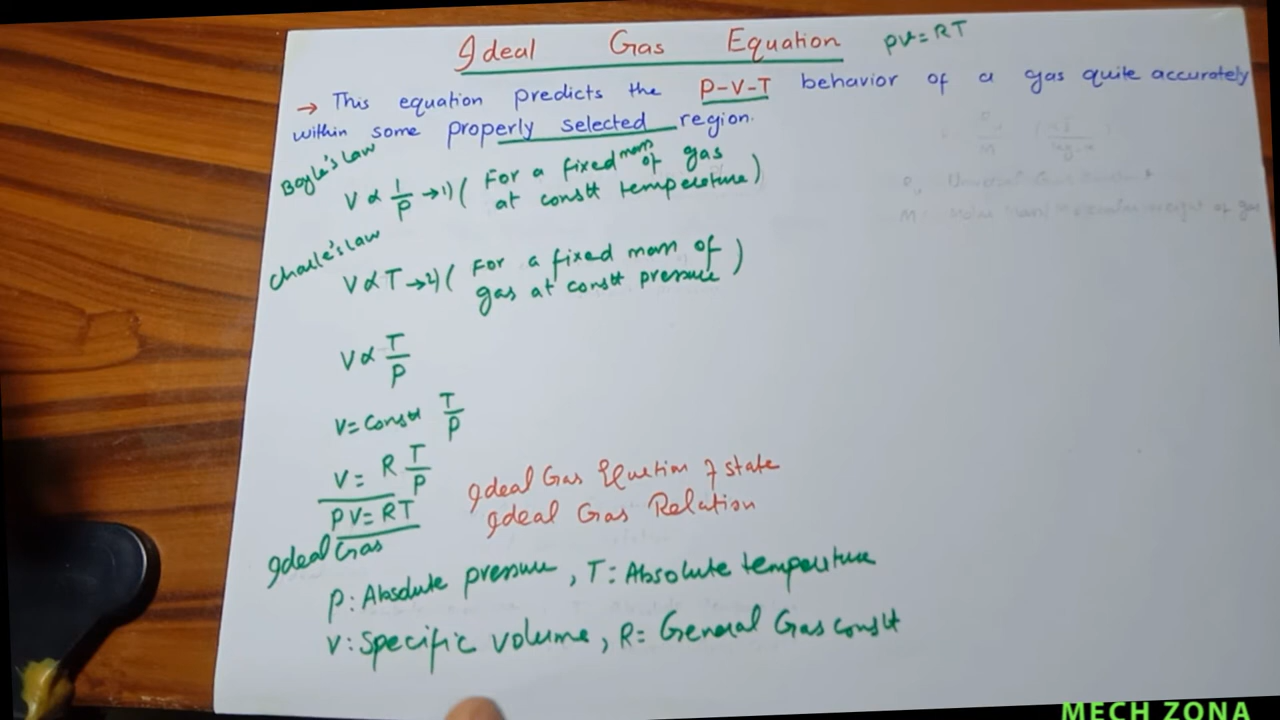 Ideal Gas Equation PV=RT
→ This equation predicts the P-V-T behavior of a gas quite accurately
within some properly selected region.
Boyle's Law
V ∝ 1/P →1) ( For a fixed mass of gas
at constt temperature)
Charle's Law
V ∝ T →2) ( For a fixed mass of
gas at constt pressure )
V ∝ T/P
V = Constt T/P
V = R T/P
PV = RT
Ideal Gas Equation of state
Ideal Gas Relation
Ideal Gas
P: Absolute pressure, T: Absolute temperature
V: Specific volume, R= General Gas constt
MECH ZONA